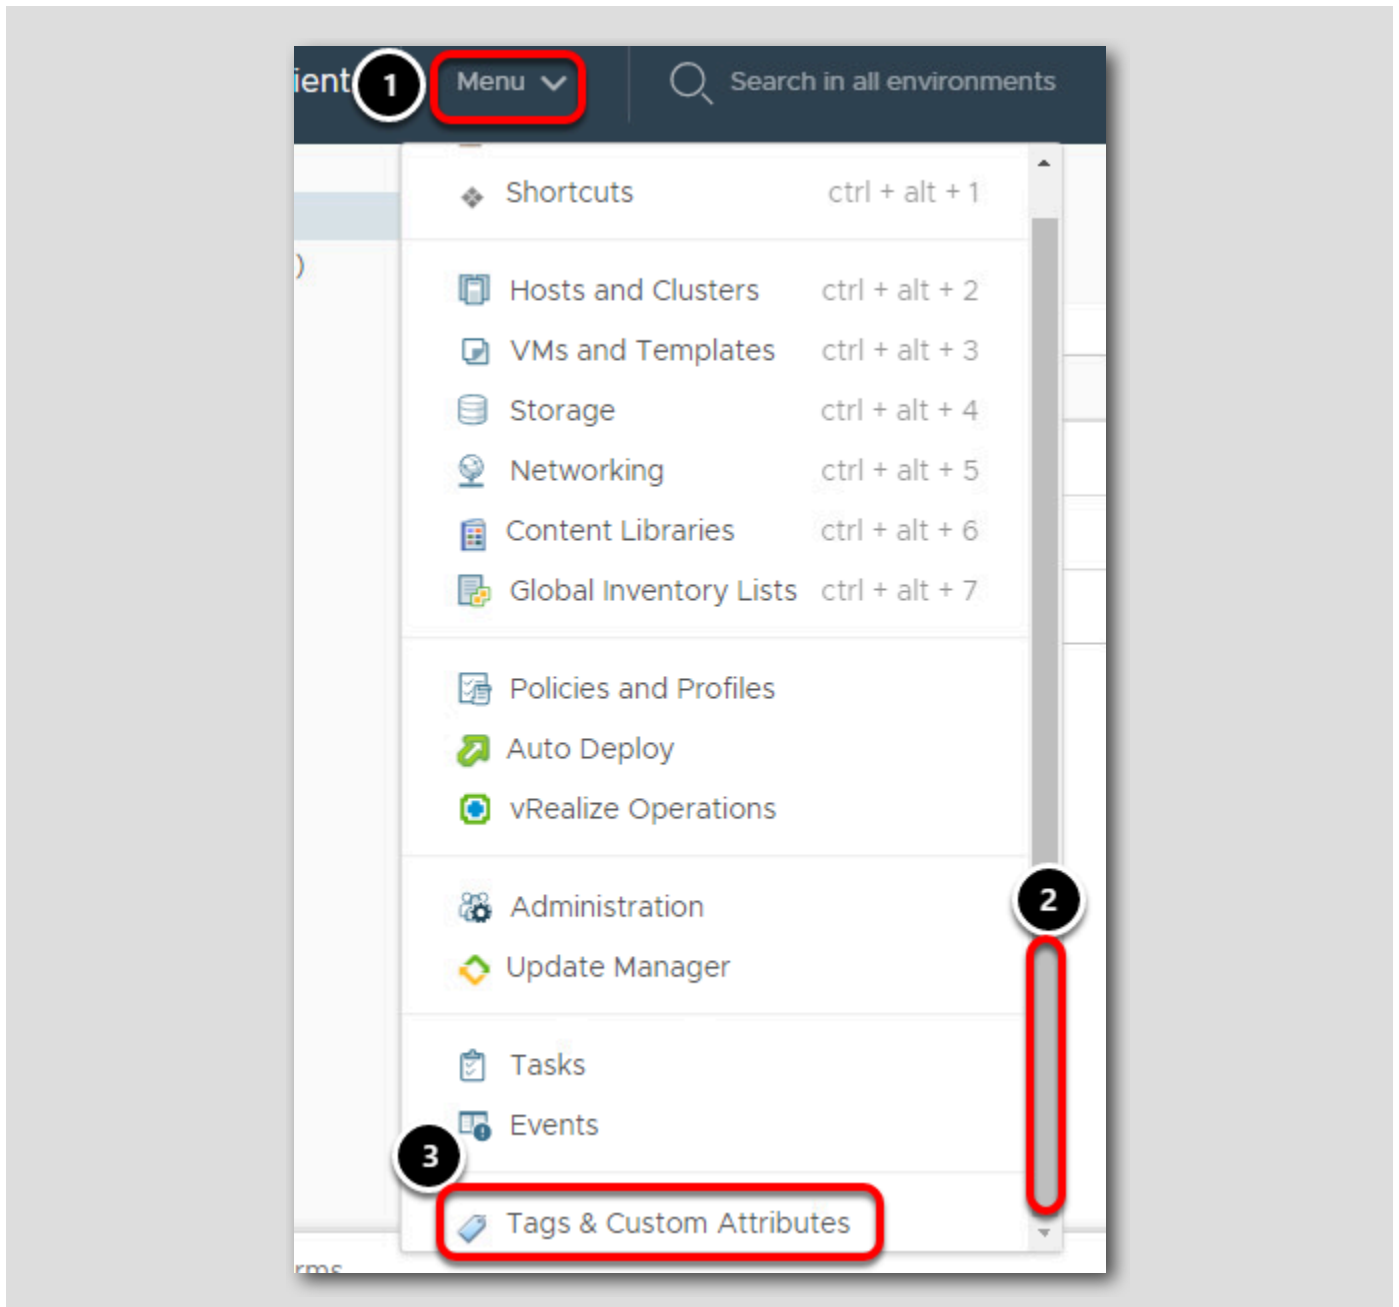 ient 1 Menu Search in all environments
Shortcuts ctrl + alt + 1
)
Hosts and Clusters ctrl + alt + 2
VMs and Templates ctrl + alt + 3
Storage ctrl + alt + 4
Networking ctrl + alt + 5
Content Libraries ctrl + alt + 6
Global Inventory Lists ctrl + alt + 7
Policies and Profiles
Auto Deploy
vRealize Operations
Administration
2
Update Manager
Tasks
Events
3
Tags & Custom Attributes
rms